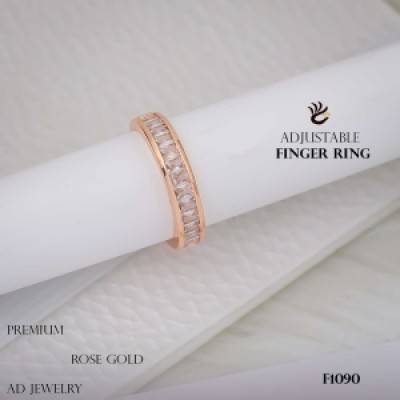 ADJUSTABLE
FINGER RING
PREMIUM
ROSE GOLD
AD JEWELRY
F1090